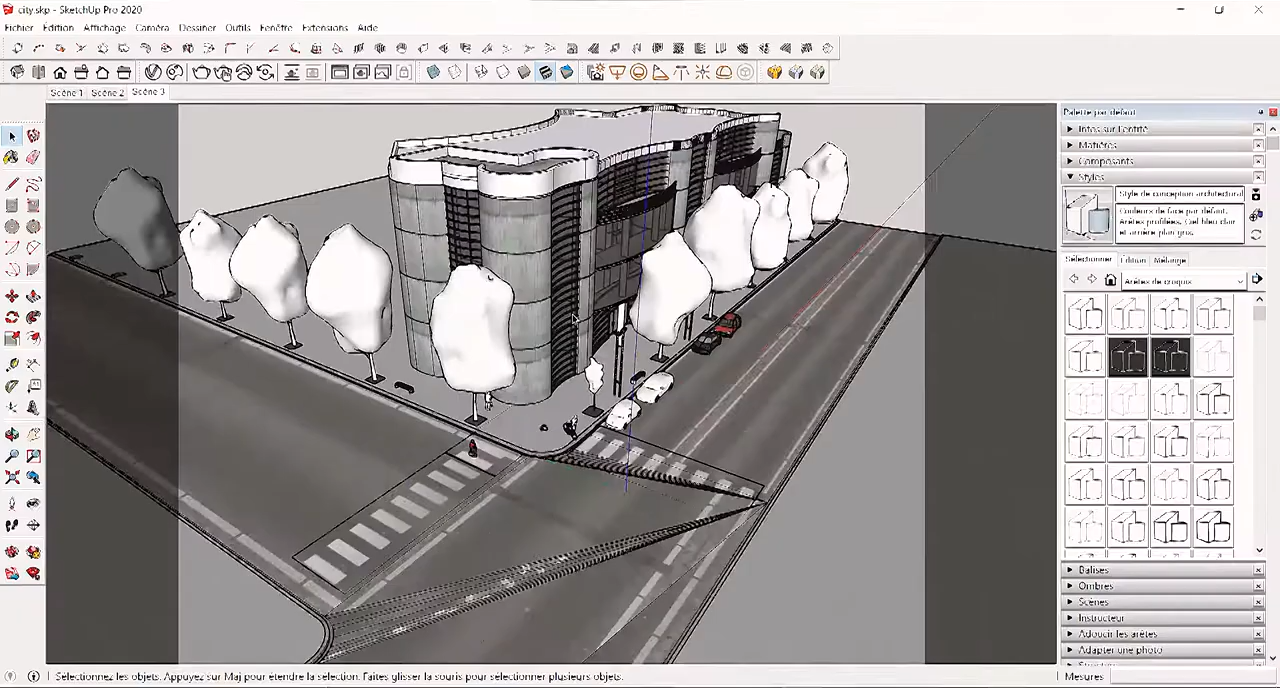 city.skp - SketchUp Pro 2020
Fichier Édition Affichage Caméra Dessiner Outils Fenêtre Extensions Aide
Scène 1 Scène 2 Scène 3
Palette par défaut
Infos sur l'entité
Matières
Composants
Styles
Style de conception architectural
Couleurs de face par défaut.
Arêtes profilées. Ciel bleu clair
et arrière plan gris.
Sélectionner Édition Mélange
Arêtes de croquis
Balises
Ombres
Scènes
Instructeur
Adoucir les arêtes
Adapter une photo
Sélectionnez les objets. Appuyez sur Maj pour étendre la sélection. Faites glisser la souris pour sélectionner plusieurs objets.
Mesures